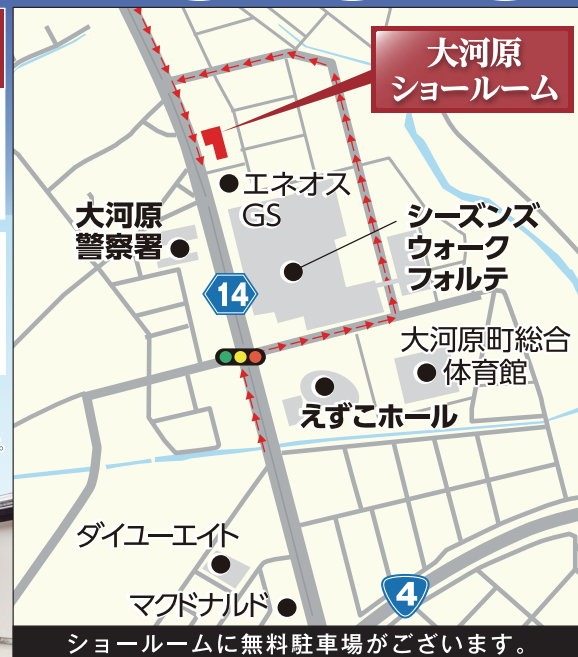 大河原
ショールーム
エネオス
GS
大河原
警察署
シーズンズ
ウォーク
フォルテ
14
大河原町総合
体育館
えずこホール
ダイユーエイト
マクドナルド
4
ショールームに無料駐車場がございます。